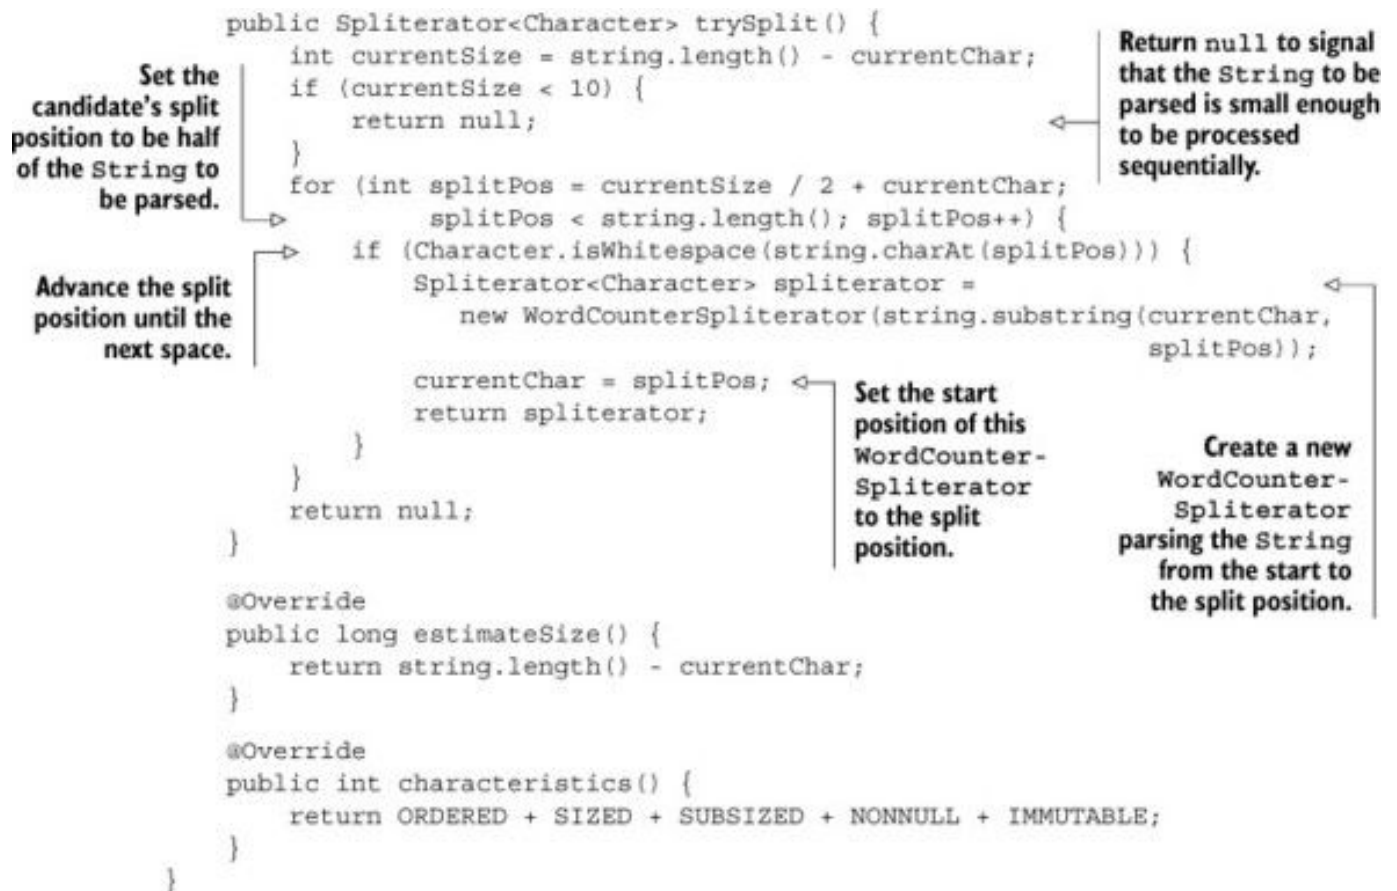 public Spliterator<Character> trySplit() {
int currentSize = string.length() - currentChar;
if (currentSize < 10) {
return null;
}
Return null to signal
that the String to be
parsed is small enough
to be processed
sequentially.
Set the
candidate's split
position to be half
of the String to
be parsed.
for (int splitPos = currentSize / 2 + currentChar;
splitPos < string.length(); splitPos++) {
if (Character.isWhitespace(string.charAt(splitPos))) {
Advance the split
position until the
next space.
Spliterator<Character> spliterator =
new WordCounterSpliterator(string.substring(currentChar,
splitPos));
currentChar = splitPos;
return spliterator;
}
}
return null;
}
Set the start
position of this
WordCounter-
Spliterator
to the split
position.
Create a new
WordCounter-
Spliterator
parsing the String
from the start to
the split position.
@Override
public long estimateSize() {
return string.length() - currentChar;
}
@Override
public int characteristics() {
return ORDERED + SIZED + SUBSIZED + NONNULL + IMMUTABLE;
}
}